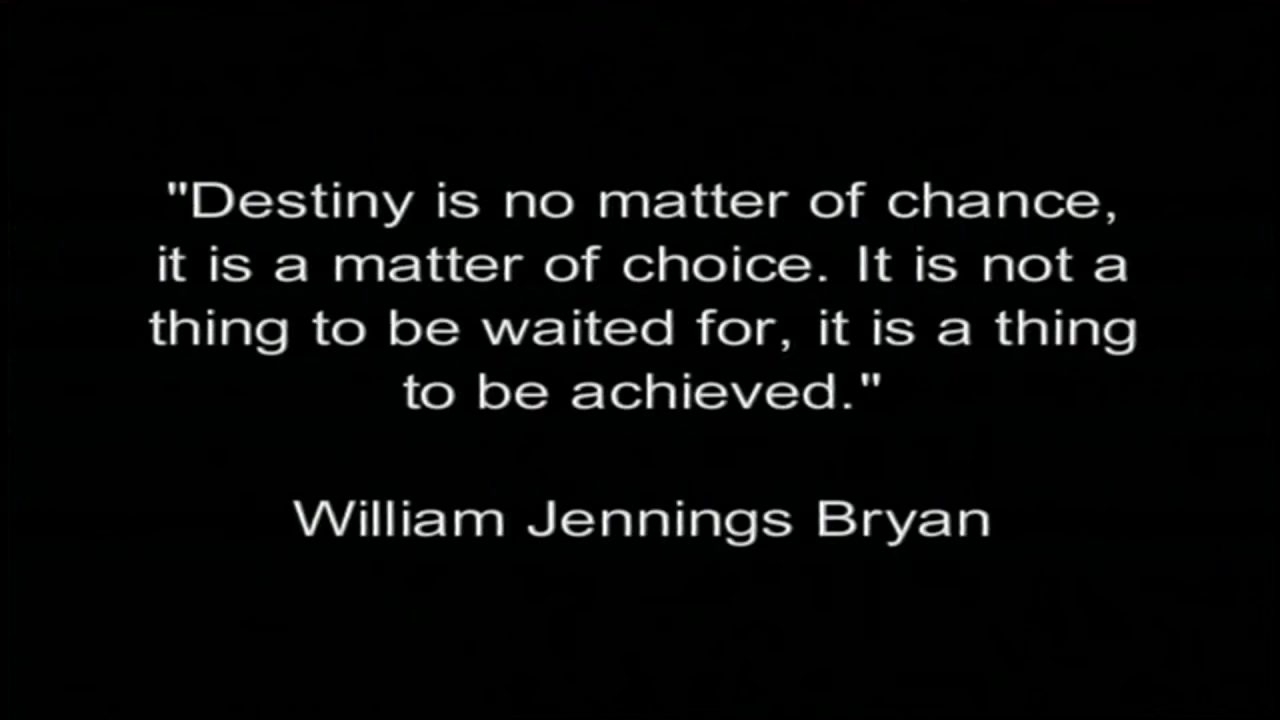 "Destiny is no matter of chance,
it is a matter of choice. It is not a
thing to be waited for, it is a thing
to be achieved."
William Jennings Bryan